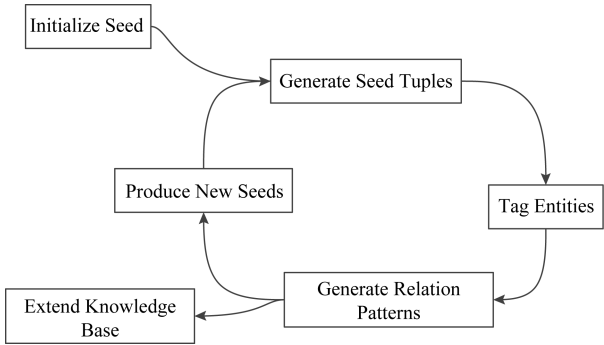 Initialize Seed
Generate Seed Tuples
Produce New Seeds
Tag Entities
Generate Relation
Patterns
Extend Knowledge
Base